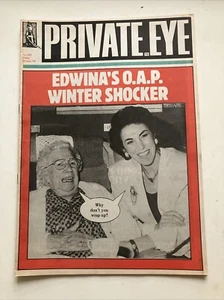 PRIVATE EYE
EDWINA'S O.A.P.
WINTER SHOCKER
Why
don't you
wrap up?